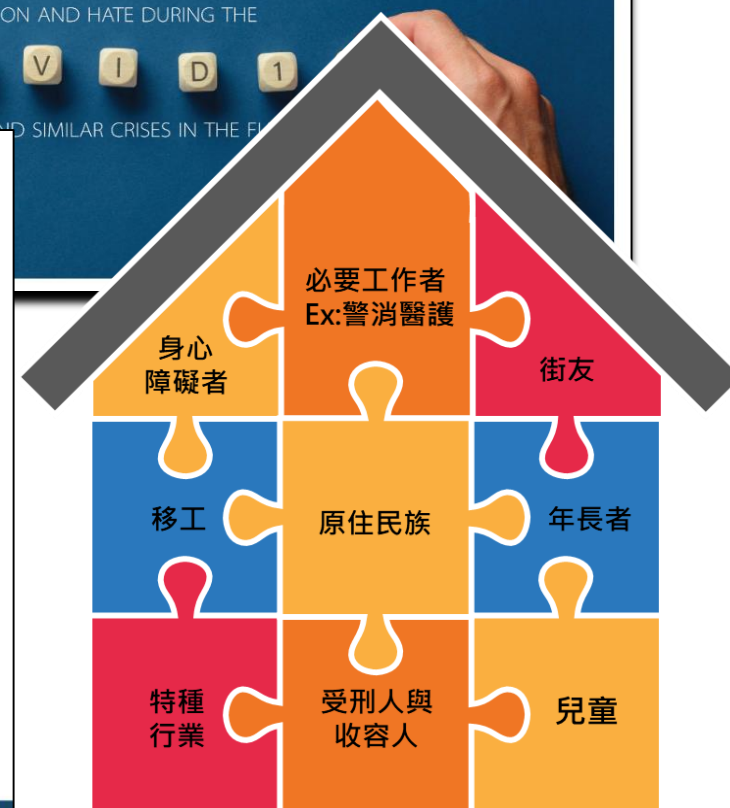 ON AND HATE DURING THE
V I D 1
ND SIMILAR CRISES IN THE
必要工作者
Ex:警消醫護
身心
障礙者
街友
移工
原住民族
年長者
特種
行業
受刑人與
收容人
兒童